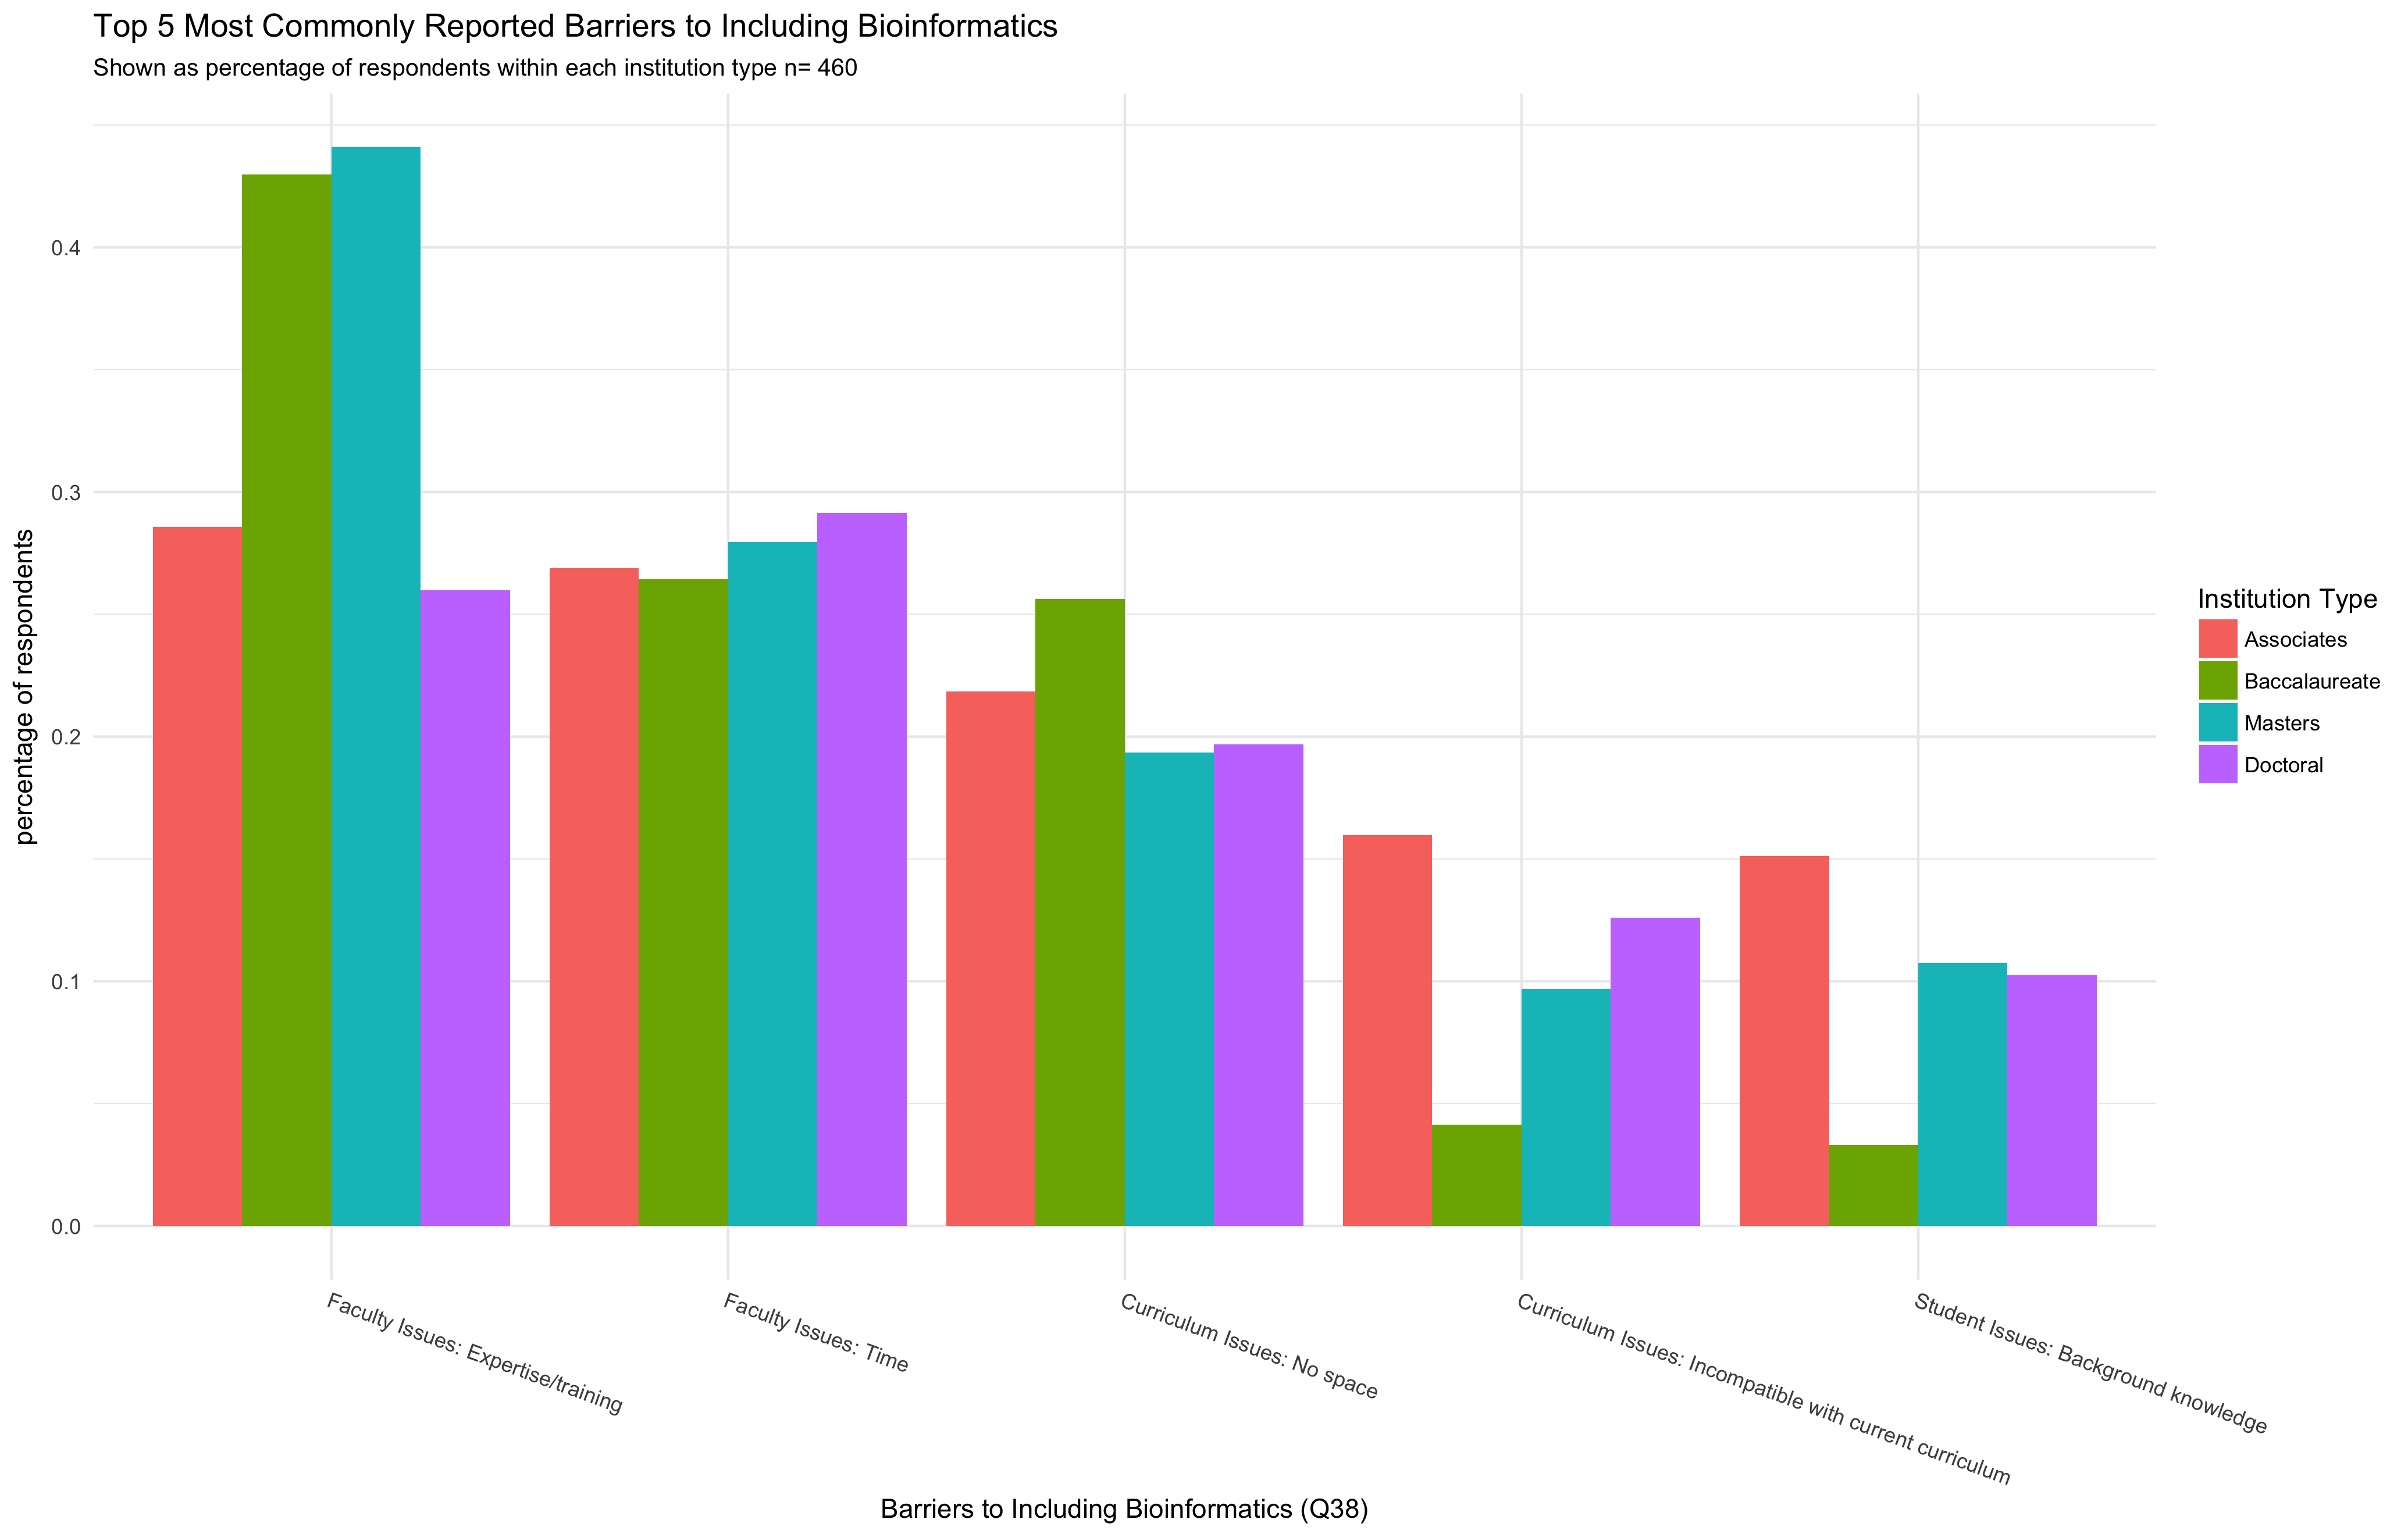 Top 5 Most Commonly Reported Barriers to Including Bioinformatics
Shown as percentage of respondents within each institution type n= 460
percentage of respondents
0.4
0.3
0.2
0.1
0.0
Faculty Issues: Expertise/training
Faculty Issues: Time
Curriculum Issues: No space
Curriculum Issues: Incompatible with current curriculum
Student Issues: Background knowledge
Barriers to Including Bioinformatics (Q38)
Institution Type
Associates
Baccalaureate
Masters
Doctoral